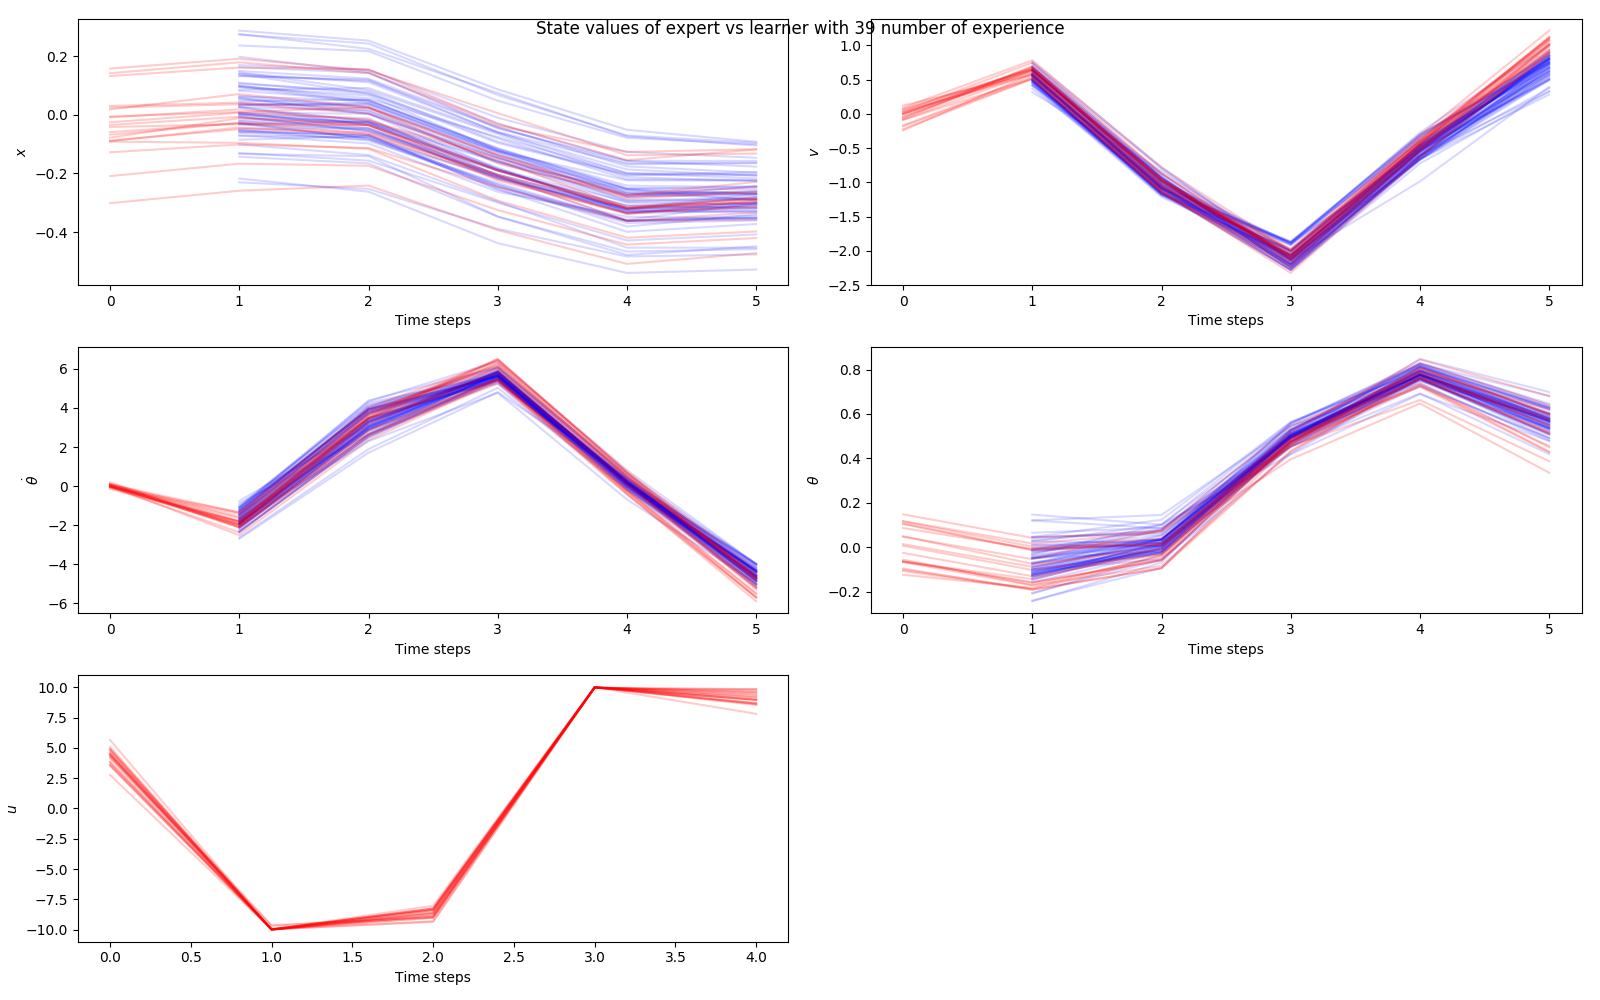 State values of expert vs learner with 39 number of experience
0.2
0.0
−0.2
−0.4
x
0 1 2 3 4 5
Time steps
1.0
0.5
0.0
−0.5
−1.0
−1.5
−2.0
−2.5
v
0 1 2 3 4 5
Time steps
6
4
2
0
−2
−4
−6
θ̇
0 1 2 3 4 5
Time steps
0.8
0.6
0.4
0.2
0.0
−0.2
θ
0 1 2 3 4 5
Time steps
10.0
7.5
5.0
2.5
0.0
−2.5
−5.0
−7.5
−10.0
u
0.0 0.5 1.0 1.5 2.0 2.5 3.0 3.5 4.0
Time steps